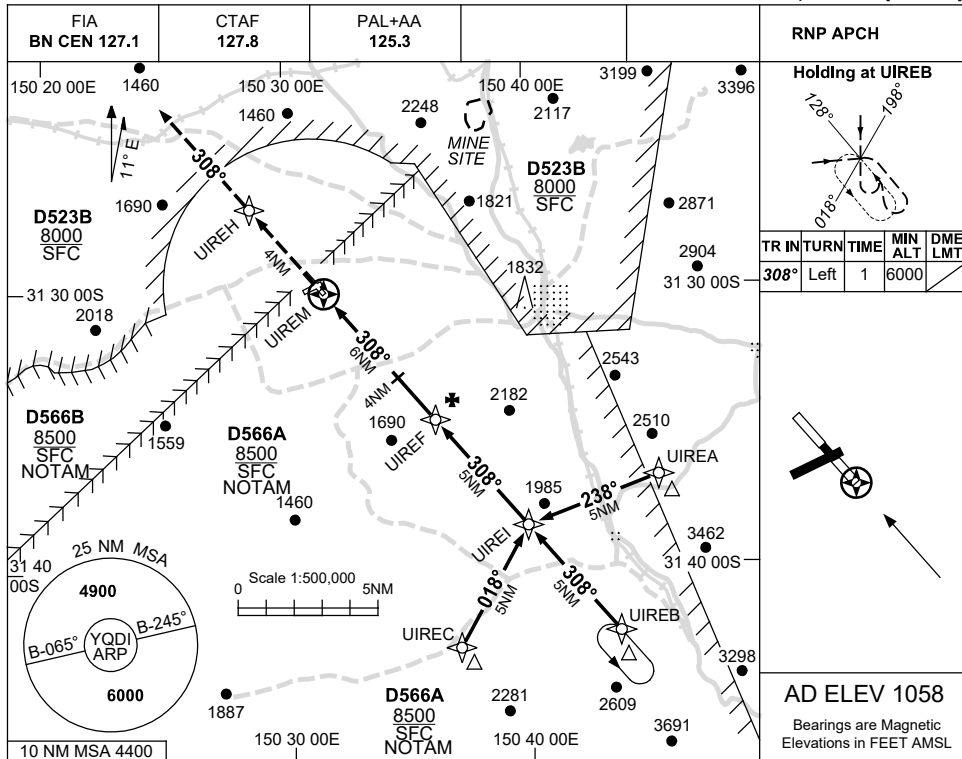 FIA
BN CEN 127.1
CTAF
127.8
PAL+AA
125.3
RNP APCH
1460
150 20 00E
150 30 00E
1460
2248
MINE
SITE
150 40 00E
2117
3199
3396
11° E
308°
1690
UIREH
4NM
D523B
8000
SFC
D523B
8000
SFC
1821
2871
2904
1832
31 30 00S
31 30 00S
2018
UIREM
308°
6NM
4NM
2543
2182
2510
D566B
8500
SFC
NOTAM
1559
D566A
8500
SFC
NOTAM
1690
UIREF
308°
5NM
1460
1985
UIREA
238°
5NM
UIREI
3462
31 40 00S
31 40
00S
25 NM MSA
4900
B-065°
B-245°
YQDI
ARP
6000
10 NM MSA 4400
Scale 1:500,000
0
5NM
018°
5NM
308°
5NM
UIREC
UIREB
1887
D566A
8500
SFC
NOTAM
2281
2609
3298
3691
150 30 00E
150 40 00E
Holding at UIREB
128°
198°
018°
TR IN TURN TIME MIN ALT DME LMT
308° Left 1 6000
AD ELEV 1058
Bearings are Magnetic
Elevations in FEET AMSL